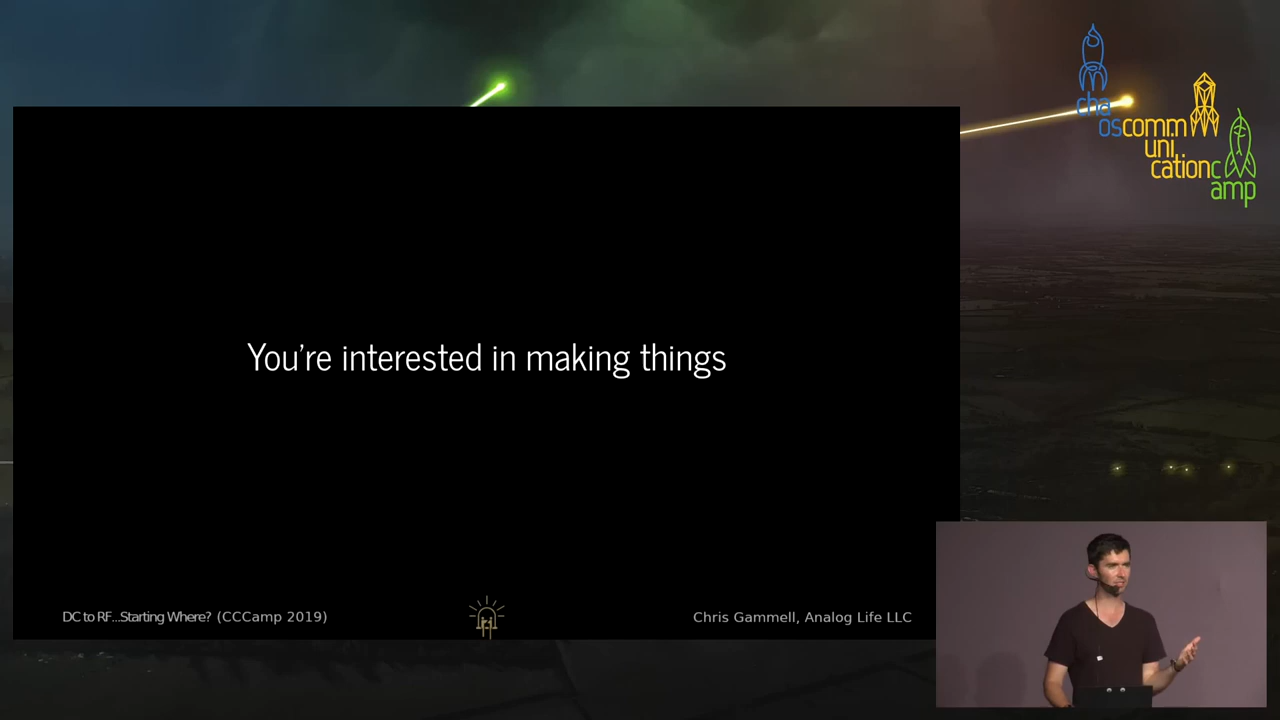 cha
oscomm
uni
cationc
amp
You're interested in making things
DC to RF...Starting Where? (CCCamp 2019)
Chris Gammell, Analog Life LLC